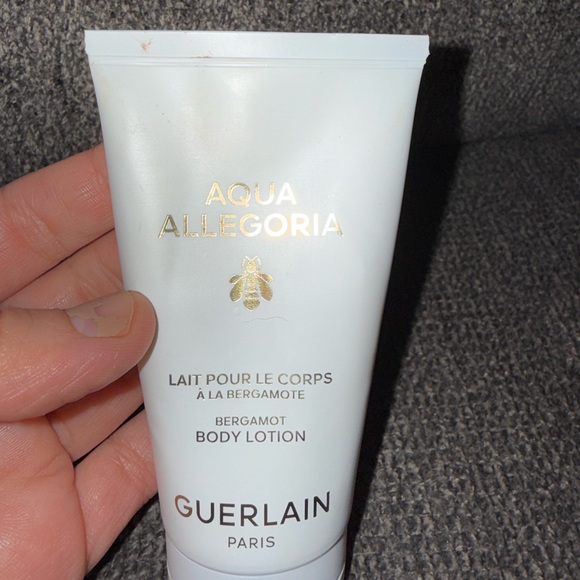 AQUA
ALLEGORIA
LAIT POUR LE CORPS
À LA BERGAMOTE
BERGAMOT
BODY LOTION
GUERLAIN
PARIS